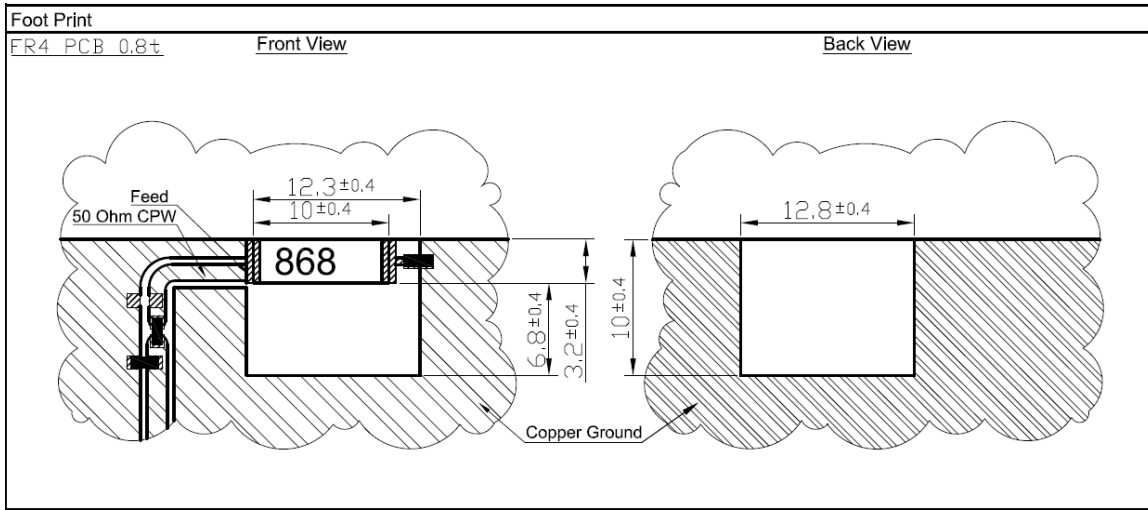 Foot Print
FR4 PCB 0.8t
Front View
Back View
12.3±0.4
10±0.4
Feed
50 Ohm CPW
868
6.8±0.4
3.2±0.4
12.8±0.4
10±0.4
Copper Ground